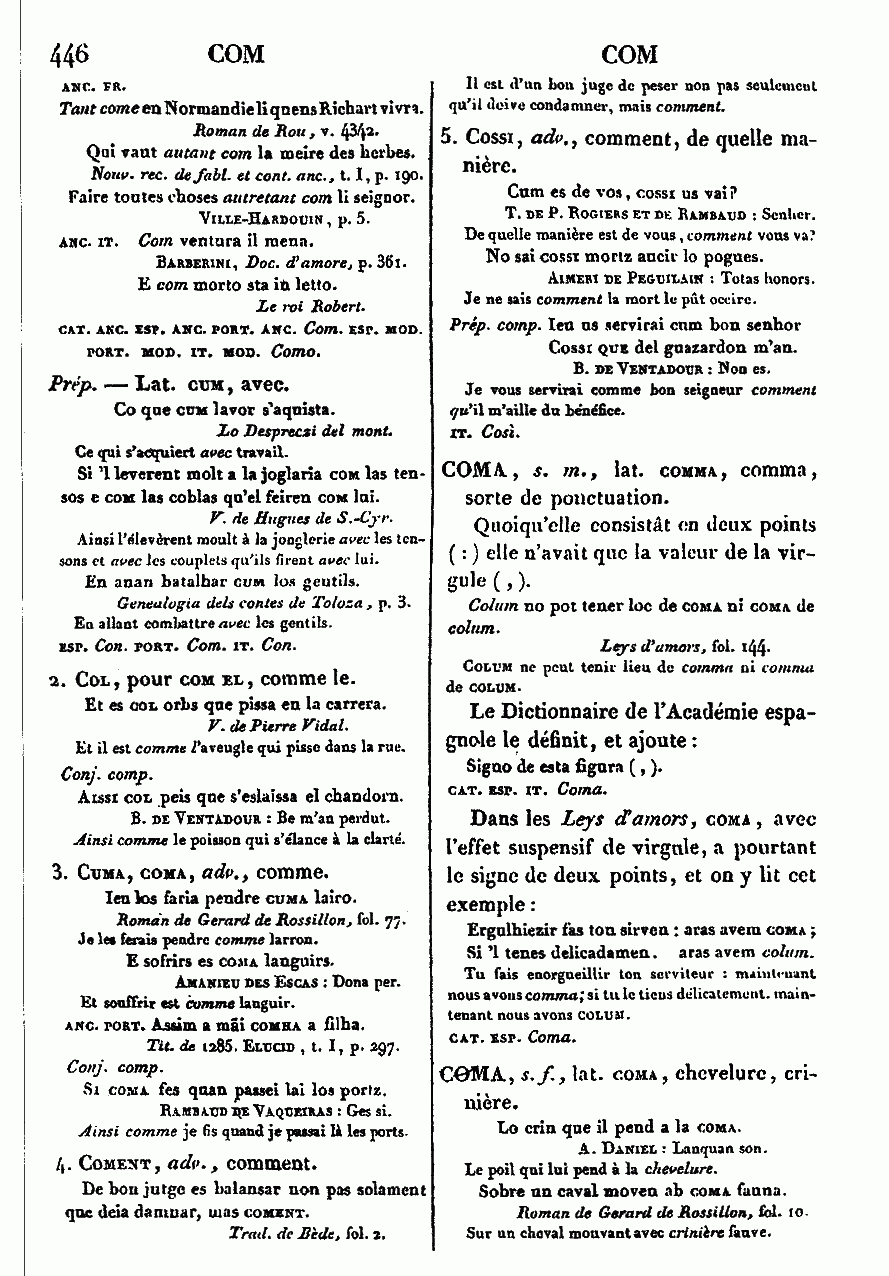 446 COM COM
ANC. FR.
Tant come en Normandie li quens Richart vivra.
Roman de Rou, v. 4342.
Qui vaut autant com la meire des herbes.
Nouv. rec. de fabl. et cont. anc., t. I, p. 190.
Faire toutes choses autretant com li seignor.
VILLE-HARDOUIN, p. 5.
ANC. IT. Com ventura il mena.
BARBERINI, Doc. d'amore, p. 361.
E com morto sta in letto.
Le roi Robert.
CAT. ANC. ESP. ANC. PORT. ANC. Com. ESP. MOD.
PORT. MOD. IT. MOD. Como.
Prép. — Lat. CUM, avec.
Co que CUM lavor s'aquista.
Lo Despreczi del mont.
Ce qui s'acquiert avec travail.
Si 'l leverent molt a la joglaria COM las ten-
sos e COM las coblas qu'el feiren COM lui.
V. de Hugues de S.-Cyr.
Ainsi l'élevèrent moult à la jonglerie avec les ten-
sons et avec les couplets qu'ils firent avec lui.
En anan batalhar CUM los gentils.
Genealogia dels contes de Toloza, p. 3.
En allant combattre avec les gentils.
ESP. Con. PORT. Com. IT. Con.
2. COL, pour COM EL, comme le.
Et es COL orbs que pissa en la carrera.
V. de Pierre Vidal.
Et il est comme l'aveugle qui pisse dans la rue.
Conj. comp.
AISSI COL peis que s'eslaissa el chandorn.
B. DE VENTADOUR : Be m'an perdut.
Ainsi comme le poisson qui s'élance à la clarté.
3. CUMA, COMA, adv., comme.
Ieu los faria pendre CUMA lairo.
Roman de Gerard de Rossillon, fol. 77.
Je les ferais pendre comme larron.
E sofrirs es COMA languirs.
AMANIEU DES ESCAS : Dona per.
Et souffrir est comme languir.
ANC. PORT. Assim a mãi COMHA a filha.
Tit. de 1285. ELUCID, t. I, p. 297.
Conj. comp.
SI COMA fes quan passei lai los portz.
RAMBAUD DE VAQUEIRAS : Ges si.
Ainsi comme je fis quand je passai là les ports.
4. COMENT, adv., comment.
De bon jutge es balansar non pas solament
que deia damnar, mas COMENT.
Trad. de Bède, fol. 2.
Il est d'un bon juge de peser non pas seulement
qu'il doive condamner, mais comment.
5. COSSI, adv., comment, de quelle ma-
nière.
Cum es de vos, COSSI us vai?
T. DE P. ROGIERS ET DE RAMBAUD : Senher.
De quelle manière est de vous, comment vous va?
No sai COSSI mortz aucir lo pogues.
AIMERI DE PEGUILAIN : Totas honors.
Je ne sais comment la mort le pût occire.
Prép. comp. Ieu us servirai cum bon senhor
COSSI QUE del guazardon m'an.
B. DE VENTADOUR : Non es.
Je vous servirai comme bon seigneur comment
qu'il m'aille du bénéfice.
IT. Così.
COMA, s. m., lat. COMMA, comma,
sorte de ponctuation.
Quoiqu'elle consistât en deux points
( : ) elle n'avait que la valeur de la vir-
gule ( , ).
Colum no pot tener loc de COMA ni COMA de
colum.
Leys d'amors, fol. 144.
COLUM ne peut tenir lieu de comma ni comma
de COLUM.
Le Dictionnaire de l'Académie espa-
gnole le définit, et ajoute :
Signo de esta figura ( , ).
CAT. ESP. IT. Coma.
Dans les Leys d'amors, COMA, avec
l'effet suspensif de virgule, a pourtant
le signe de deux points, et on y lit cet
exemple :
Ergulhiezir fas ton sirven : aras avem COMA;
Si 'l tenes delicadamen. aras avem colum.
Tu fais enorgueillir ton serviteur : maintenant
nous avons comma; si tu le tiens délicatement. main-
tenant nous avons COLUM.
CAT. ESP. Coma.
COMA, s. f., lat. COMA, chevelure, cri-
nière.
Lo crin que il pend a la COMA.
A. DANIEL : Lanquan son.
Le poil qui lui pend à la chevelure.
Sobre un caval moven ab COMA fauna.
Roman de Gerard de Rossillon, fol. 10.
Sur un cheval mouvant avec crinière fauve.